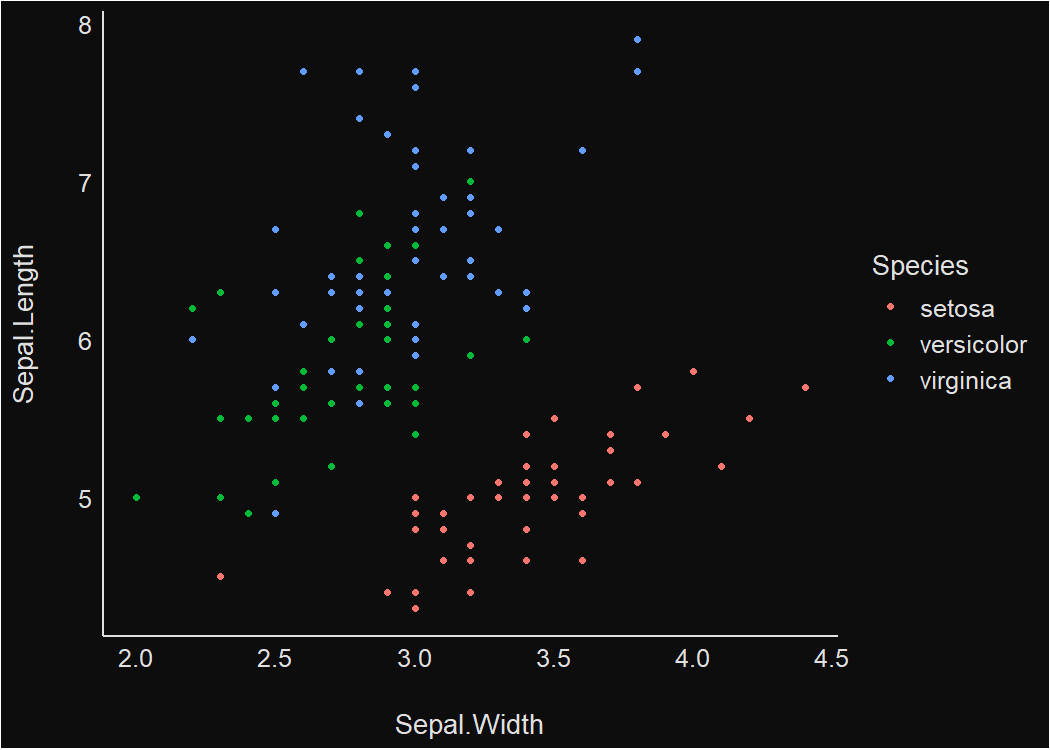 8
7
6
5
Sepal.Length
2.0 2.5 3.0 3.5 4.0 4.5
Sepal.Width
Species
setosa
versicolor
virginica